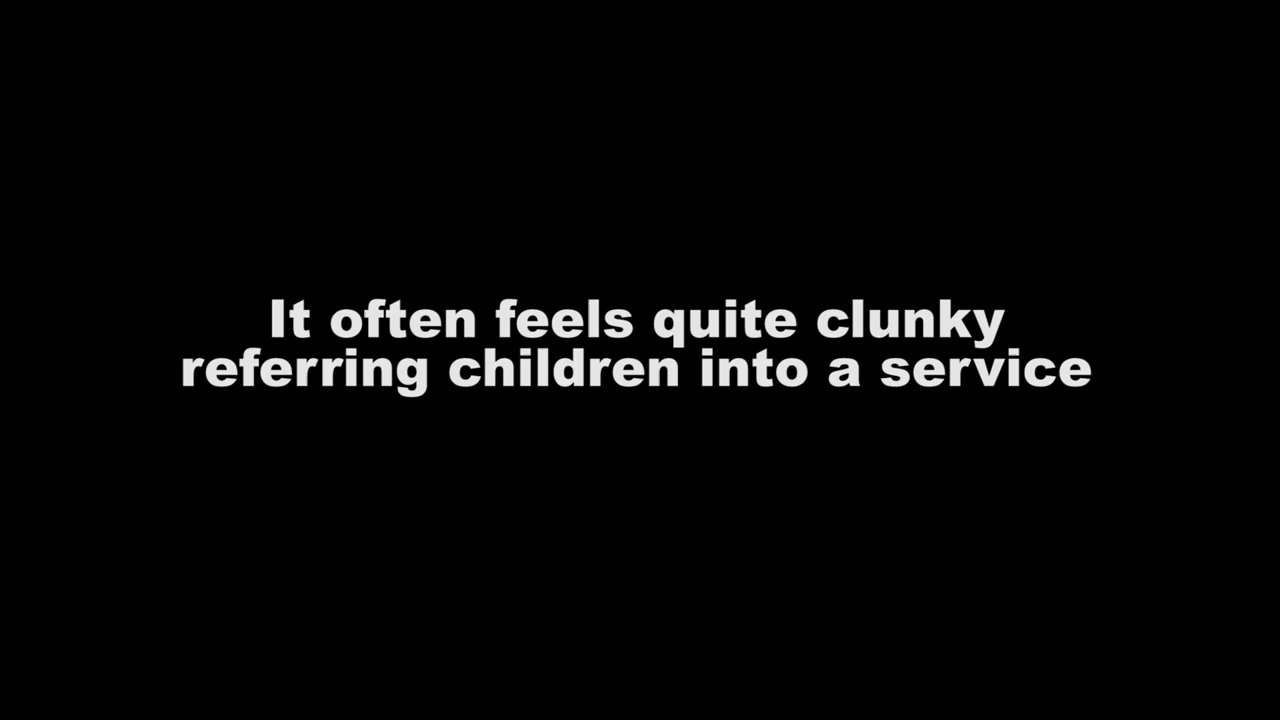 It often feels quite clunky
referring children into a service